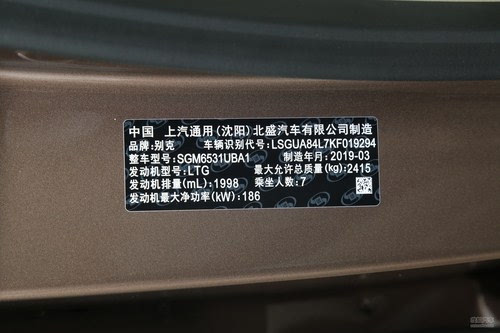 中国 上汽通用(沈阳)北盛汽车有限公司制造
品牌:别克 车辆识别代号:LSGUA84L7KF019294
整车型号:SGM6531UBA1 制造年月:2019-03
发动机型号:LTG 最大允许总质量(kg):2415
发动机排量(mL):1998 乘坐人数:7
发动机最大净功率(kW):186